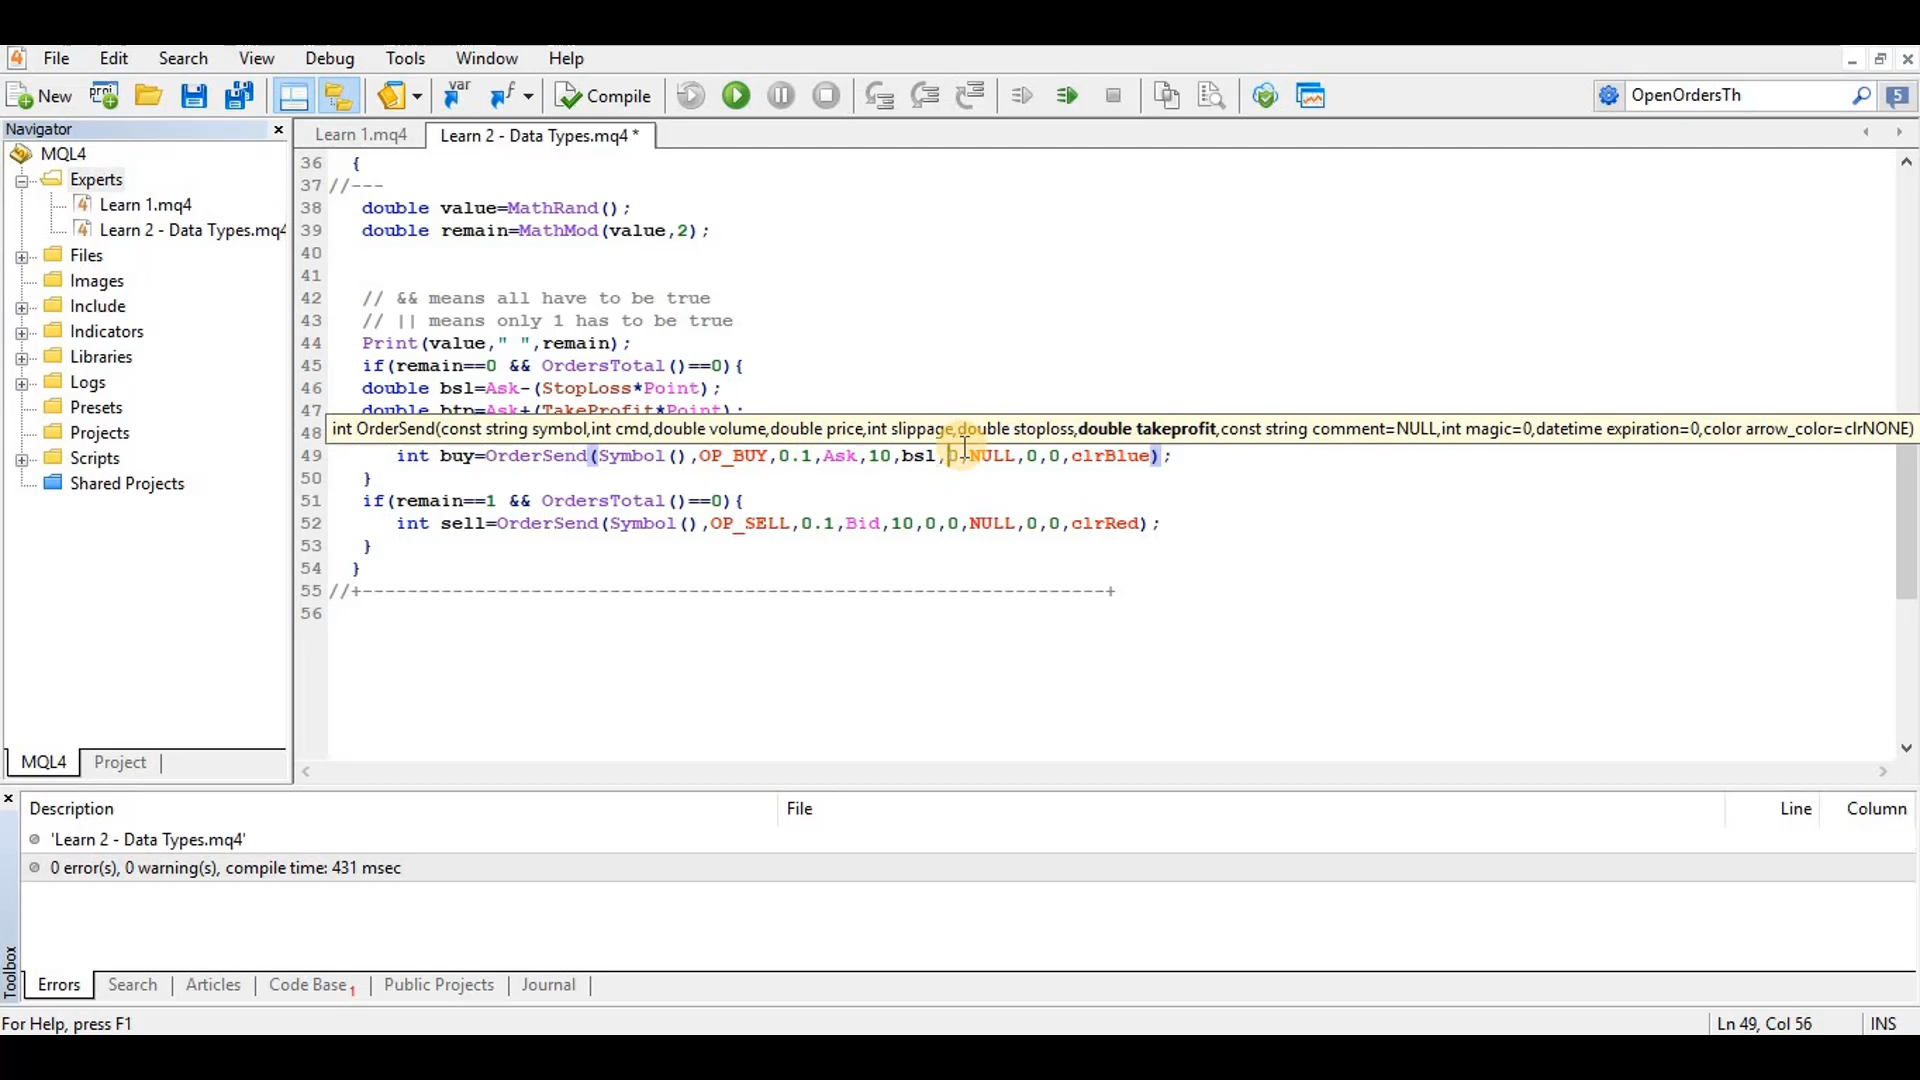 File Edit Search View Debug Tools Window Help
New Compile OpenOrdersTh 5
Navigator
MQL4
Experts
Learn 1.mq4
Learn 2 - Data Types.mq4
Files
Images
Include
Indicators
Libraries
Logs
Presets
Projects
Scripts
Shared Projects
MQL4 Project
Learn 1.mq4 Learn 2 - Data Types.mq4 *
36 {
37 //---
38 double value=MathRand();
39 double remain=MathMod(value,2);
40
41
42 // && means all have to be true
43 // || means only 1 has to be true
44 Print(value," ",remain);
45 if(remain==0 && OrdersTotal()==0){
46 double bsl=Ask-(StopLoss*Point);
47 double btp=Ask+(TakeProfit*Point);
48 int OrderSend(const string symbol,int cmd,double volume,double price,int slippage,double stoploss,double takeprofit,const string comment=NULL,int magic=0,datetime expiration=0,color arrow_color=clrNONE)
49 int buy=OrderSend(Symbol(),OP_BUY,0.1,Ask,10,bsl,0,NULL,0,0,clrBlue);
50 }
51 if(remain==1 && OrdersTotal()==0){
52 int sell=OrderSend(Symbol(),OP_SELL,0.1,Bid,10,0,0,NULL,0,0,clrRed);
53 }
54 }
55 //+------------------------------------------------------------------+
56
Toolbox
Description File Line Column
'Learn 2 - Data Types.mq4'
0 error(s), 0 warning(s), compile time: 431 msec
Errors Search Articles Code Base 1 Public Projects Journal
For Help, press F1 Ln 49, Col 56 INS